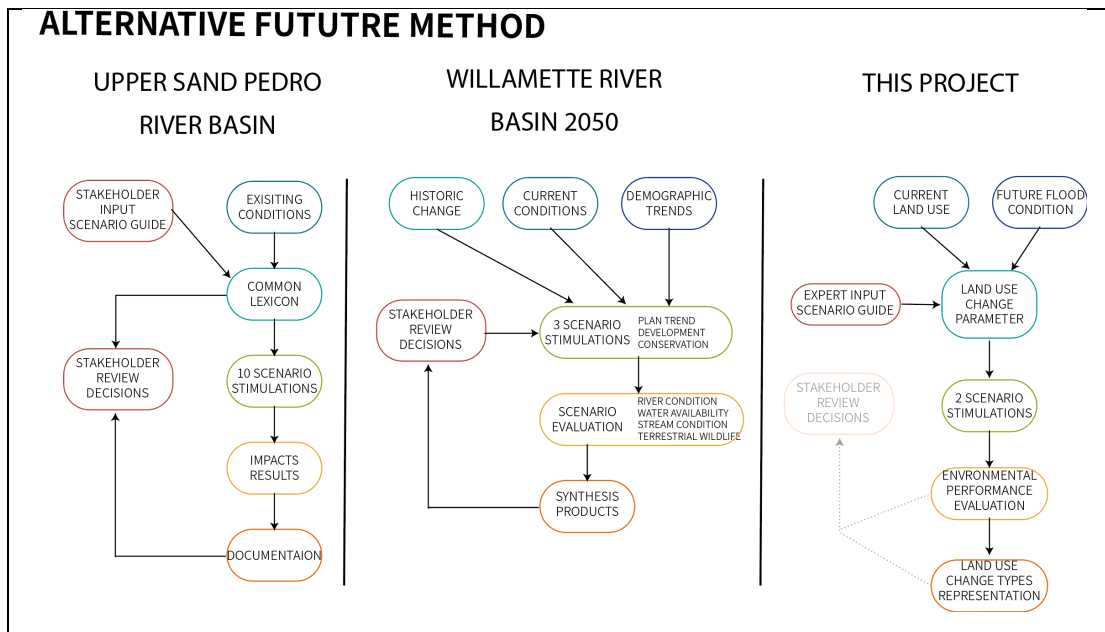 ALTERNATIVE FUTUTRE METHOD
UPPER SAND PEDRO
RIVER BASIN
STAKEHOLDER
INPUT
SCENARIO GUIDE
EXISITING
CONDITIONS
COMMON
LEXICON
STAKEHOLDER
REVIEW
DECISIONS
10 SCENARIO
STIMULATIONS
IMPACTS
RESULTS
DOCUMENTAION
WILLAMETTE RIVER
BASIN 2050
HISTORIC
CHANGE
CURRENT
CONDITIONS
DEMOGRAPHIC
TRENDS
STAKEHOLDER
REVIEW
DECISIONS
3 SCENARIO
STIMULATIONS
PLAN TREND
DEVELOPMENT
CONSERVATION
SCENARIO
EVALUATION
RIVER CONDITION
WATER AVAILABILITY
STREAM CONDITION
TERRESTRIAL WILDLIFE
SYNTHESIS
PRODUCTS
THIS PROJECT
CURRENT
LAND USE
FUTURE FLOOD
CONDITION
EXPERT INPUT
SCENARIO GUIDE
LAND USE
CHANGE
PARAMETER
STAKEHOLDER
REVIEW
DECISIONS
2 SCENARIO
STIMULATIONS
ENVRONMENTAL
PERFORMANCE
EVALUATION
LAND USE
CHANGE TYPES
REPRESENTATION